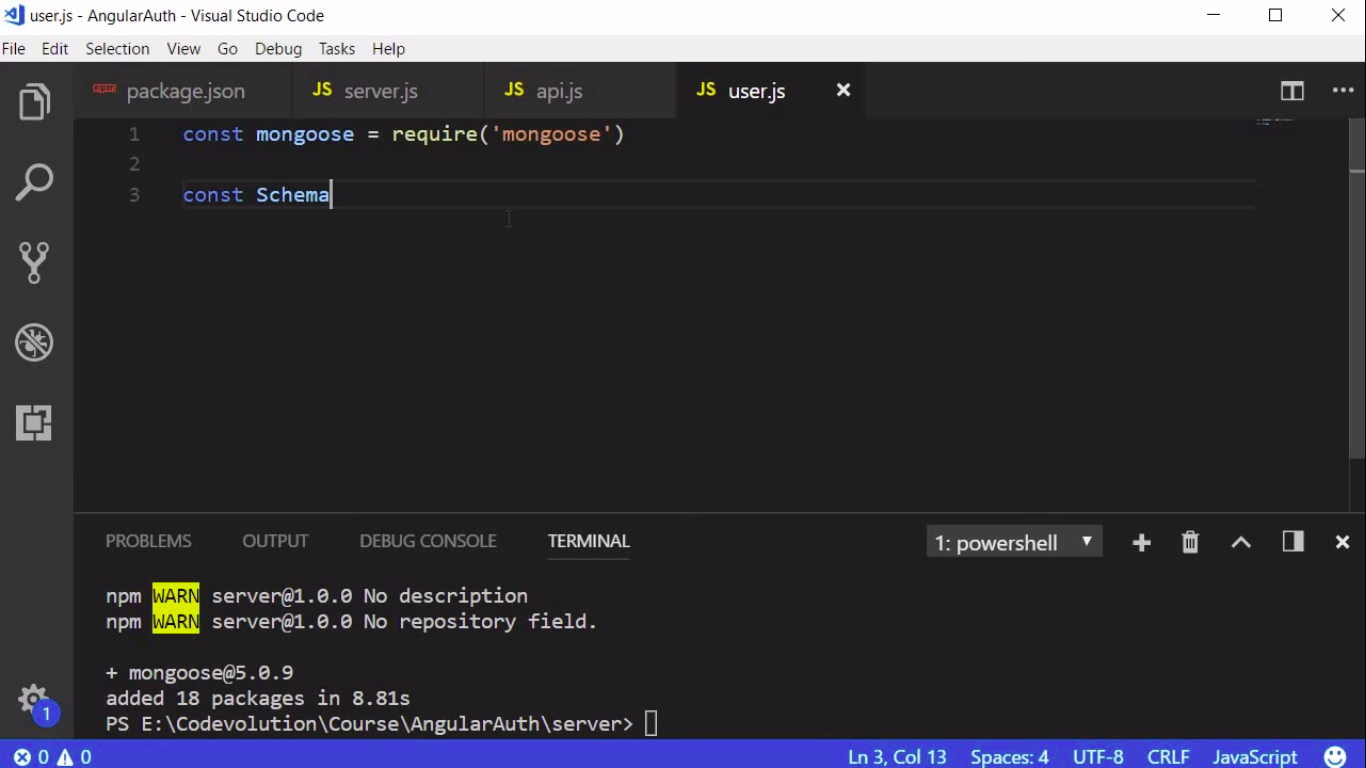 user.js - AngularAuth - Visual Studio Code
File Edit Selection View Go Debug Tasks Help
npm package.json JS server.js JS api.js JS user.js
1 const mongoose = require('mongoose')
2
3 const Schema
PROBLEMS OUTPUT DEBUG CONSOLE TERMINAL 1: powershell
npm WARN server@1.0.0 No description
npm WARN server@1.0.0 No repository field.
+ mongoose@5.0.9
added 18 packages in 8.81s
PS E:\Codevolution\Course\AngularAuth\server>
1
0 0 Ln 3, Col 13 Spaces: 4 UTF-8 CRLF JavaScript